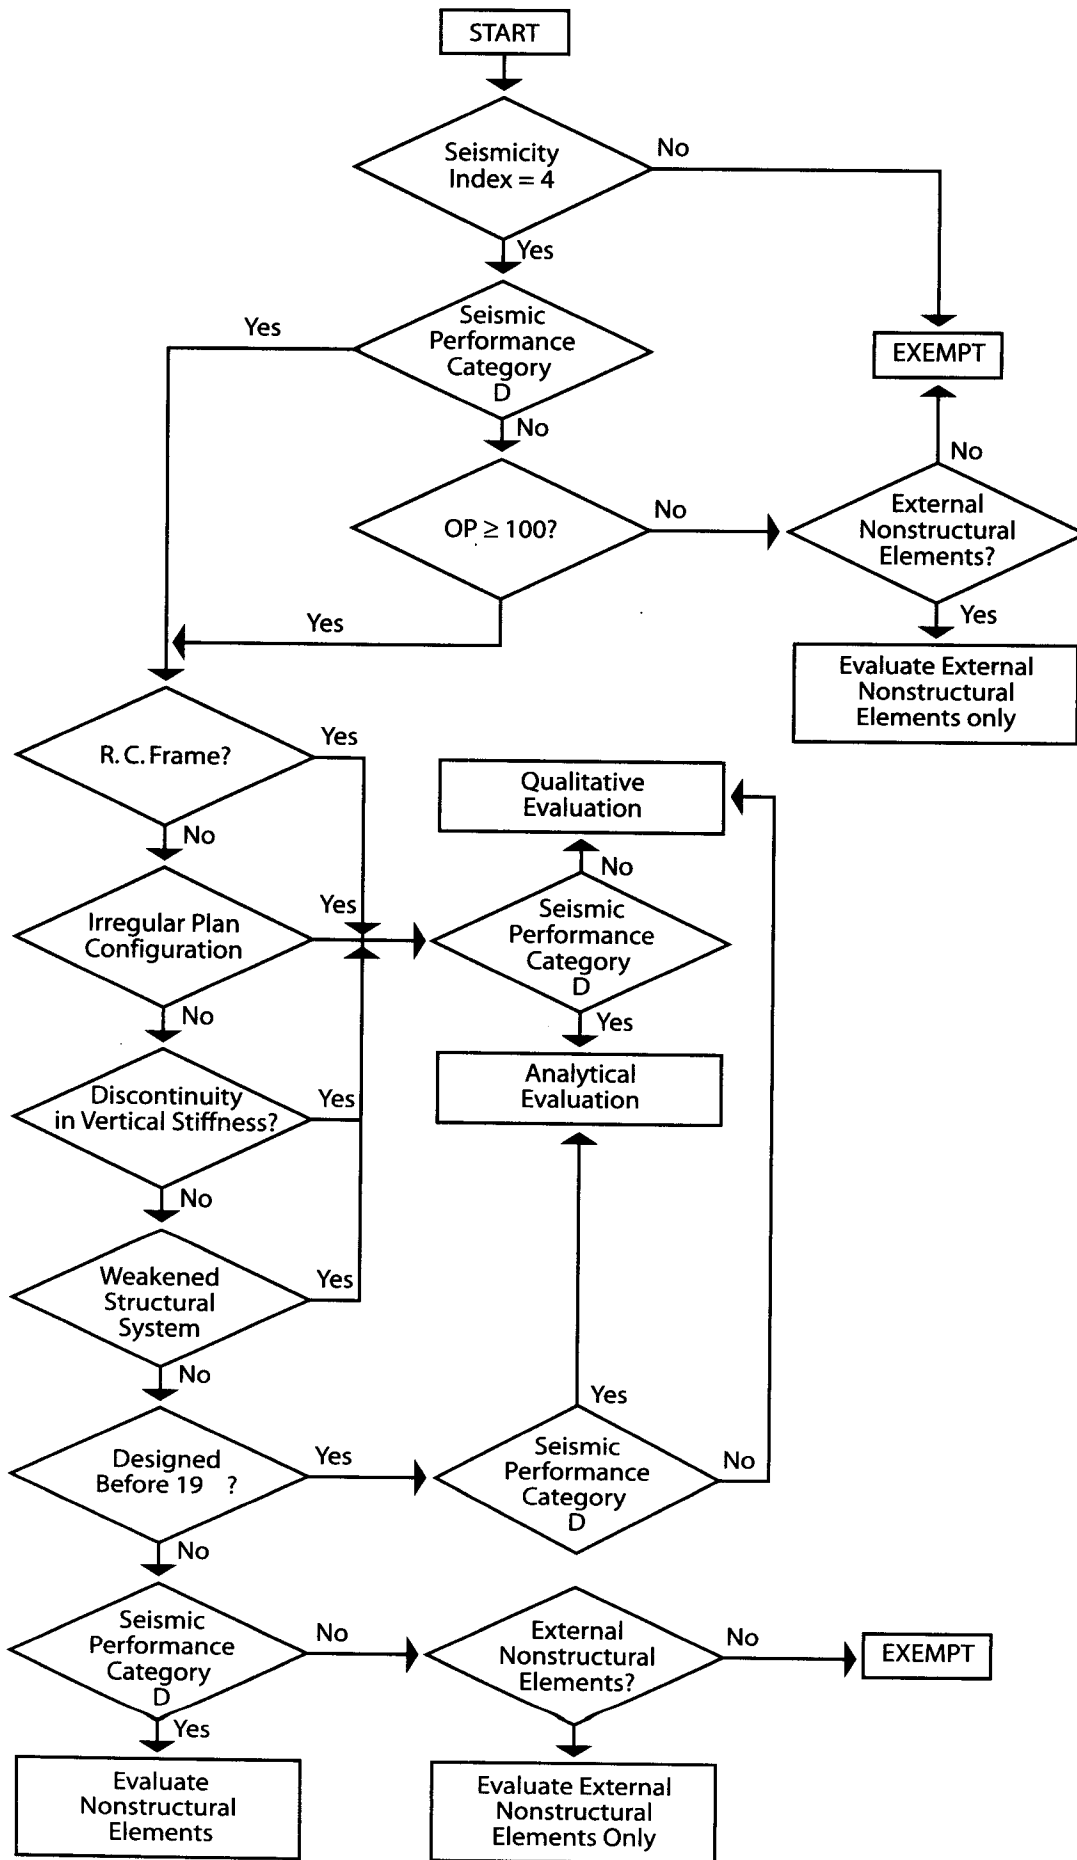 START
Seismicity
Index = 4
No
Yes
Seismic
Performance
Category
D
Yes
No
EXEMPT
No
OP ≥ 100?
No
External
Nonstructural
Elements?
Yes
Yes
Evaluate External
Nonstructural
Elements only
R. C. Frame?
Yes
No
Qualitative
Evaluation
No
Irregular Plan
Configuration
Yes
Seismic
Performance
Category
D
No
Yes
Discontinuity
in Vertical Stiffness?
Yes
Analytical
Evaluation
No
Weakened
Structural
System
Yes
No
Yes
Designed
Before 19 ?
Yes
Seismic
Performance
Category
D
No
No
Seismic
Performance
Category
D
No
External
Nonstructural
Elements?
No
EXEMPT
Yes
Evaluate
Nonstructural
Elements
Evaluate External
Nonstructural
Elements Only